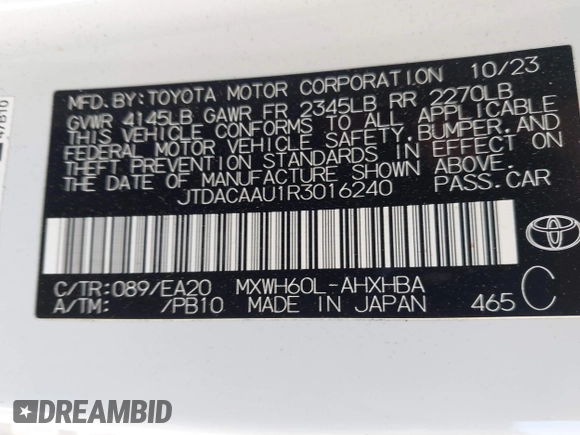 MFD. BY: TOYOTA MOTOR CORPORATION 10/23
GVWR 4145LB GAWR FR 2345LB RR 2270LB
THIS VEHICLE CONFORMS TO ALL APPLICABLE
FEDERAL MOTOR VEHICLE SAFETY, BUMPER, AND
THEFT PREVENTION STANDARDS IN EFFECT ON
THE DATE OF MANUFACTURE SHOWN ABOVE.
JTDACAAU1R3016240 PASS. CAR
C/TR: 089/EA20 MXWH60L-AHXHBA
A/TM: /PB10 MADE IN JAPAN 465 C
47B10
DREAMBID